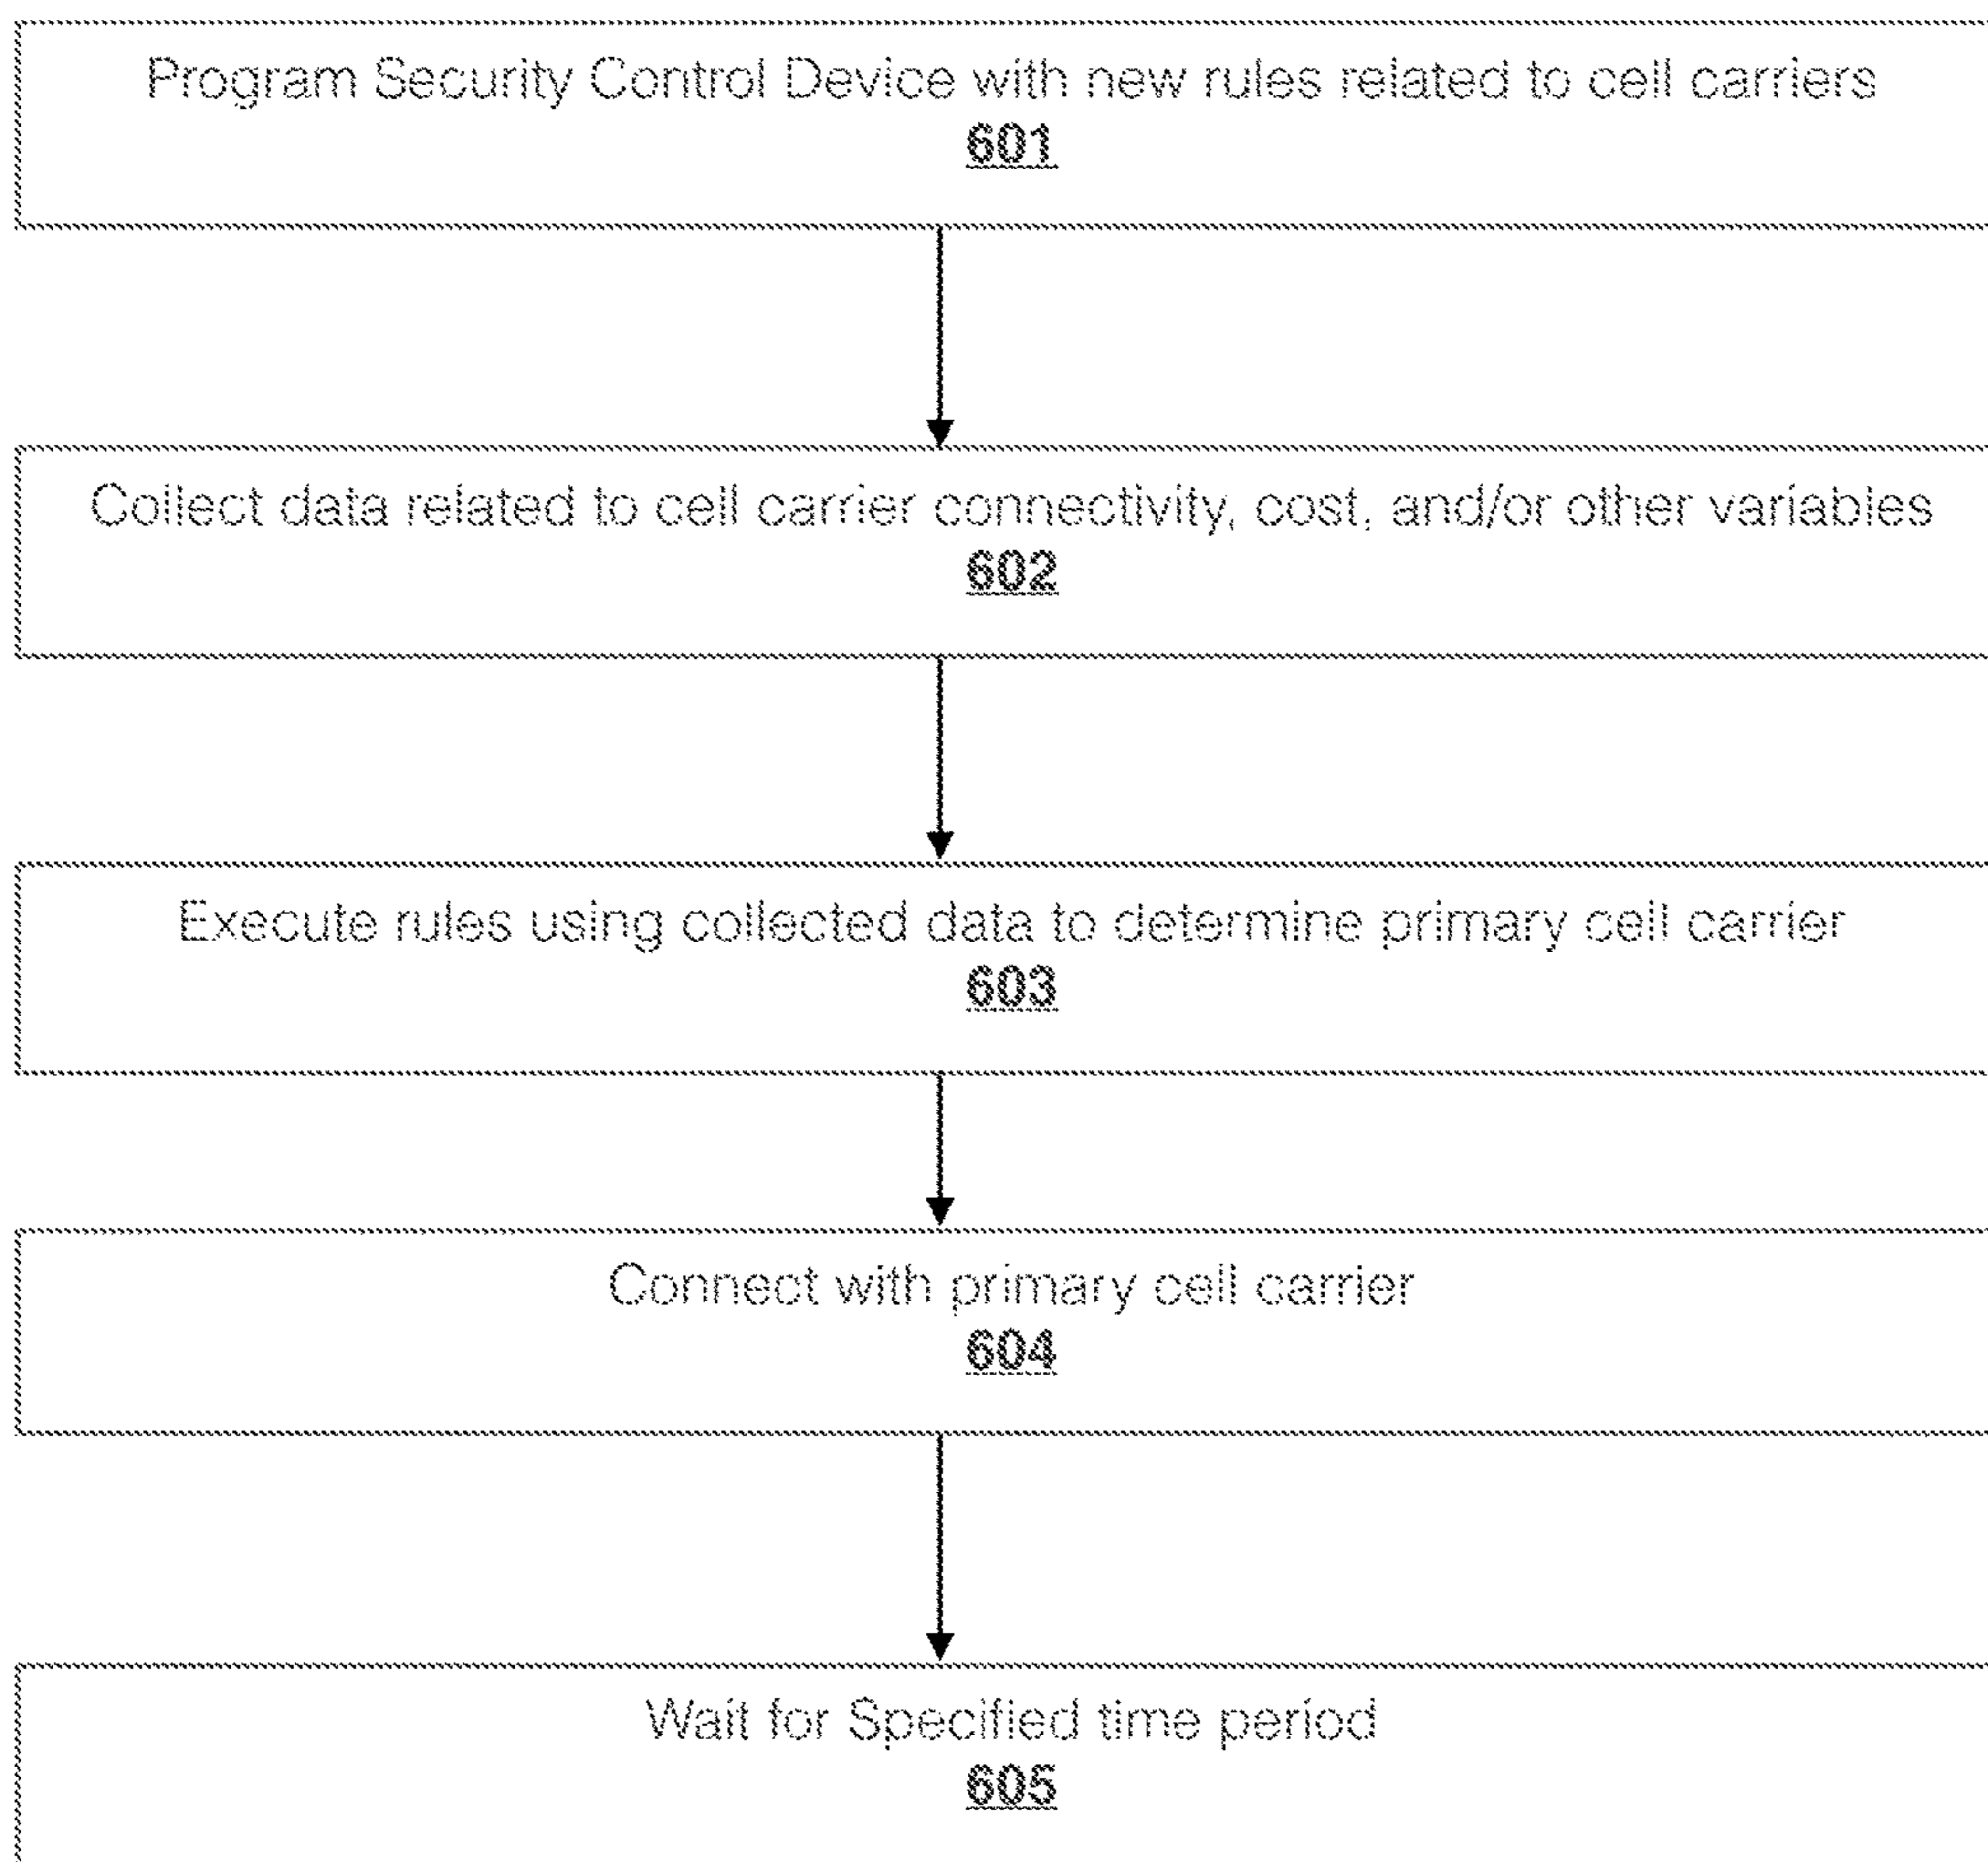 Program Security Control Device with new rules related to cell carriers
601
Collect data related to cell carrier connectivity, cost, and/or other variables
602
Execute rules using collected data to determine primary cell carrier
603
Connect with primary cell carrier
604
Wait for Specified time period
605